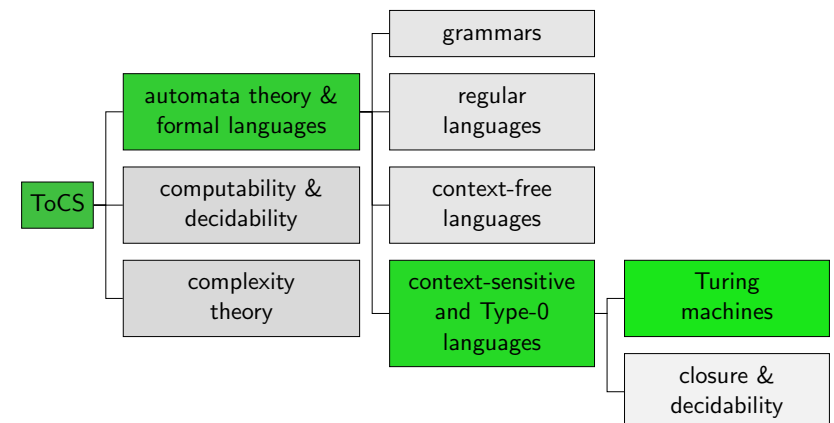 ToCS
automata theory &
formal languages
computability &
decidability
complexity
theory
grammars
regular
languages
context-free
languages
context-sensitive
and Type-0
languages
Turing
machines
closure &
decidability